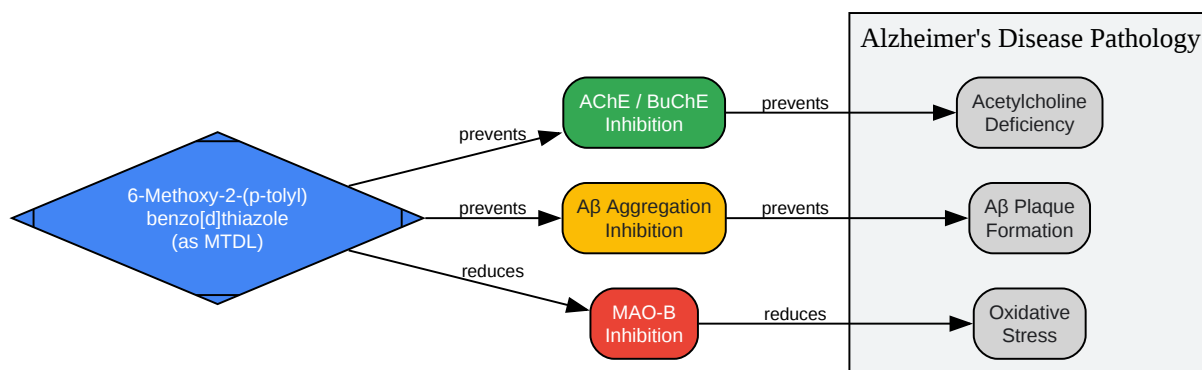 Alzheimer's Disease Pathology
6-Methoxy-2-(p-tolyl)
benzo[d]thiazole
(as MTDL)
prevents
AChE / BuChE
Inhibition
prevents
Acetylcholine
Deficiency
prevents
Aβ Aggregation
Inhibition
prevents
Aβ Plaque
Formation
reduces
MAO-B
Inhibition
reduces
Oxidative
Stress